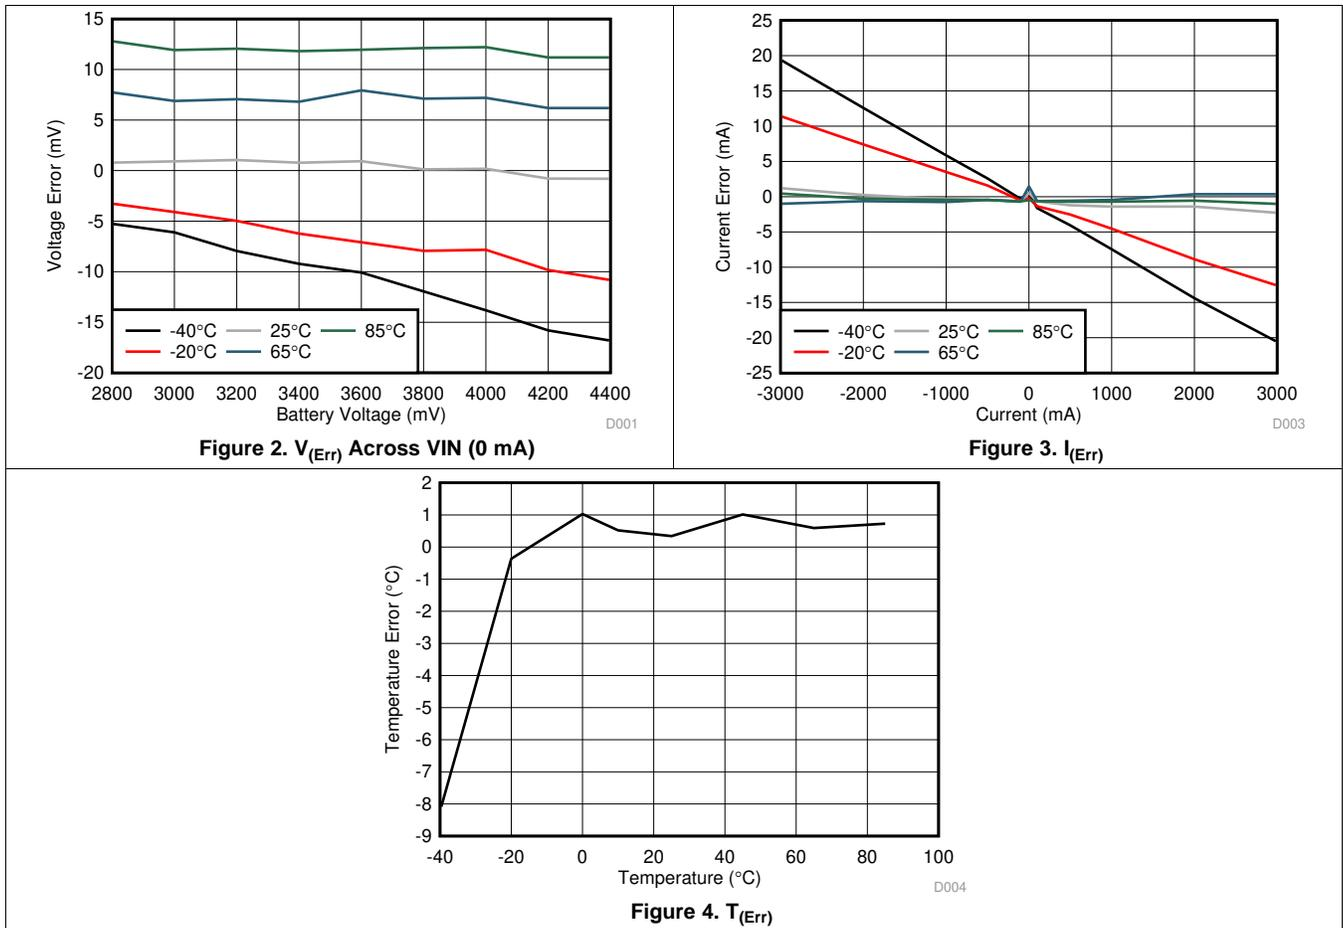 15
10
5
0
-5
-10
-15
-20
Voltage Error (mV)
-40°C 25°C 85°C
-20°C 65°C
2800 3000 3200 3400 3600 3800 4000 4200 4400
Battery Voltage (mV)
D001
Figure 2. V(Err) Across VIN (0 mA)
25
20
15
10
5
0
-5
-10
-15
-20
-25
Current Error (mA)
-40°C 25°C 85°C
-20°C 65°C
-3000 -2000 -1000 0 1000 2000 3000
Current (mA)
D003
Figure 3. I(Err)
2
1
0
-1
-2
-3
-4
-5
-6
-7
-8
-9
Temperature Error (°C)
-40 -20 0 20 40 60 80 100
Temperature (°C)
D004
Figure 4. T(Err)